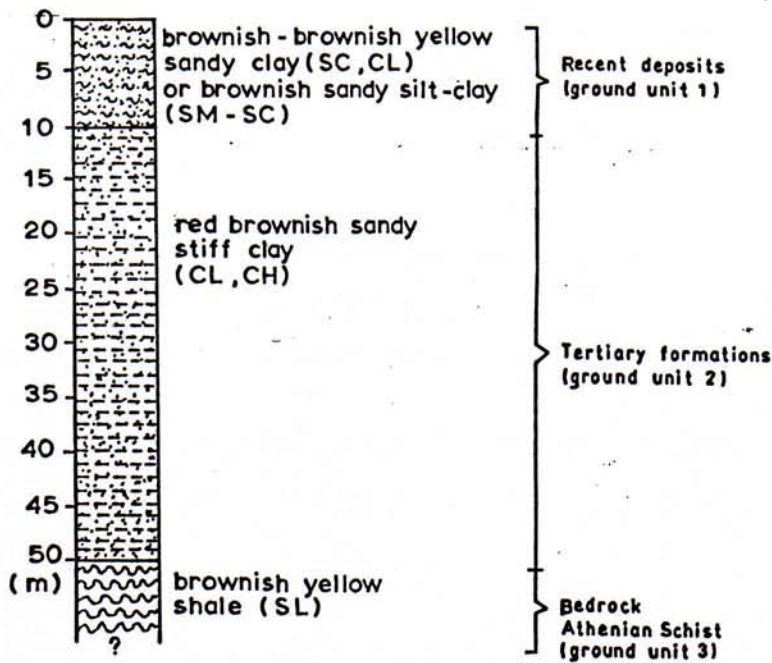 0
5
10
15
20
25
30
35
40
45
50
(m)
?
brownish - brownish yellow
sandy clay (SC, CL)
or brownish sandy silt-clay
(SM - SC)
red brownish sandy
stiff clay
(CL, CH)
brownish yellow
shale (SL)
Recent deposits
(ground unit 1)
Tertiary formations
(ground unit 2)
Bedrock
Athenian Schist
(ground unit 3)